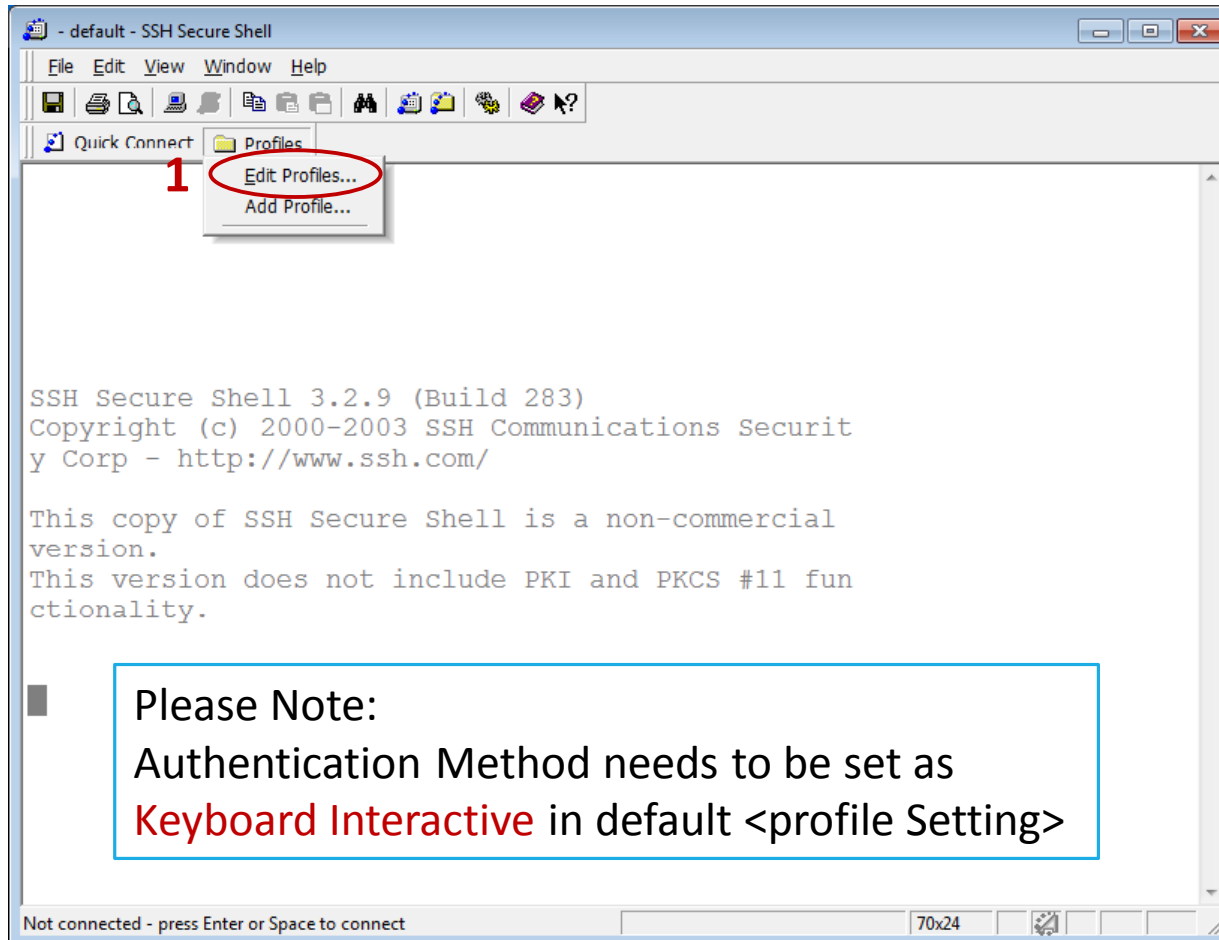 - default - SSH Secure Shell
File Edit View Window Help
Quick Connect Profiles
1
Edit Profiles...
Add Profile...
SSH Secure Shell 3.2.9 (Build 283)
Copyright (c) 2000-2003 SSH Communications Securit
y Corp - http://www.ssh.com/
This copy of SSH Secure Shell is a non-commercial
version.
This version does not include PKI and PKCS #11 fun
ctionality.
Please Note:
Authentication Method needs to be set as
Keyboard Interactive in default <profile Setting>
Not connected - press Enter or Space to connect
70x24